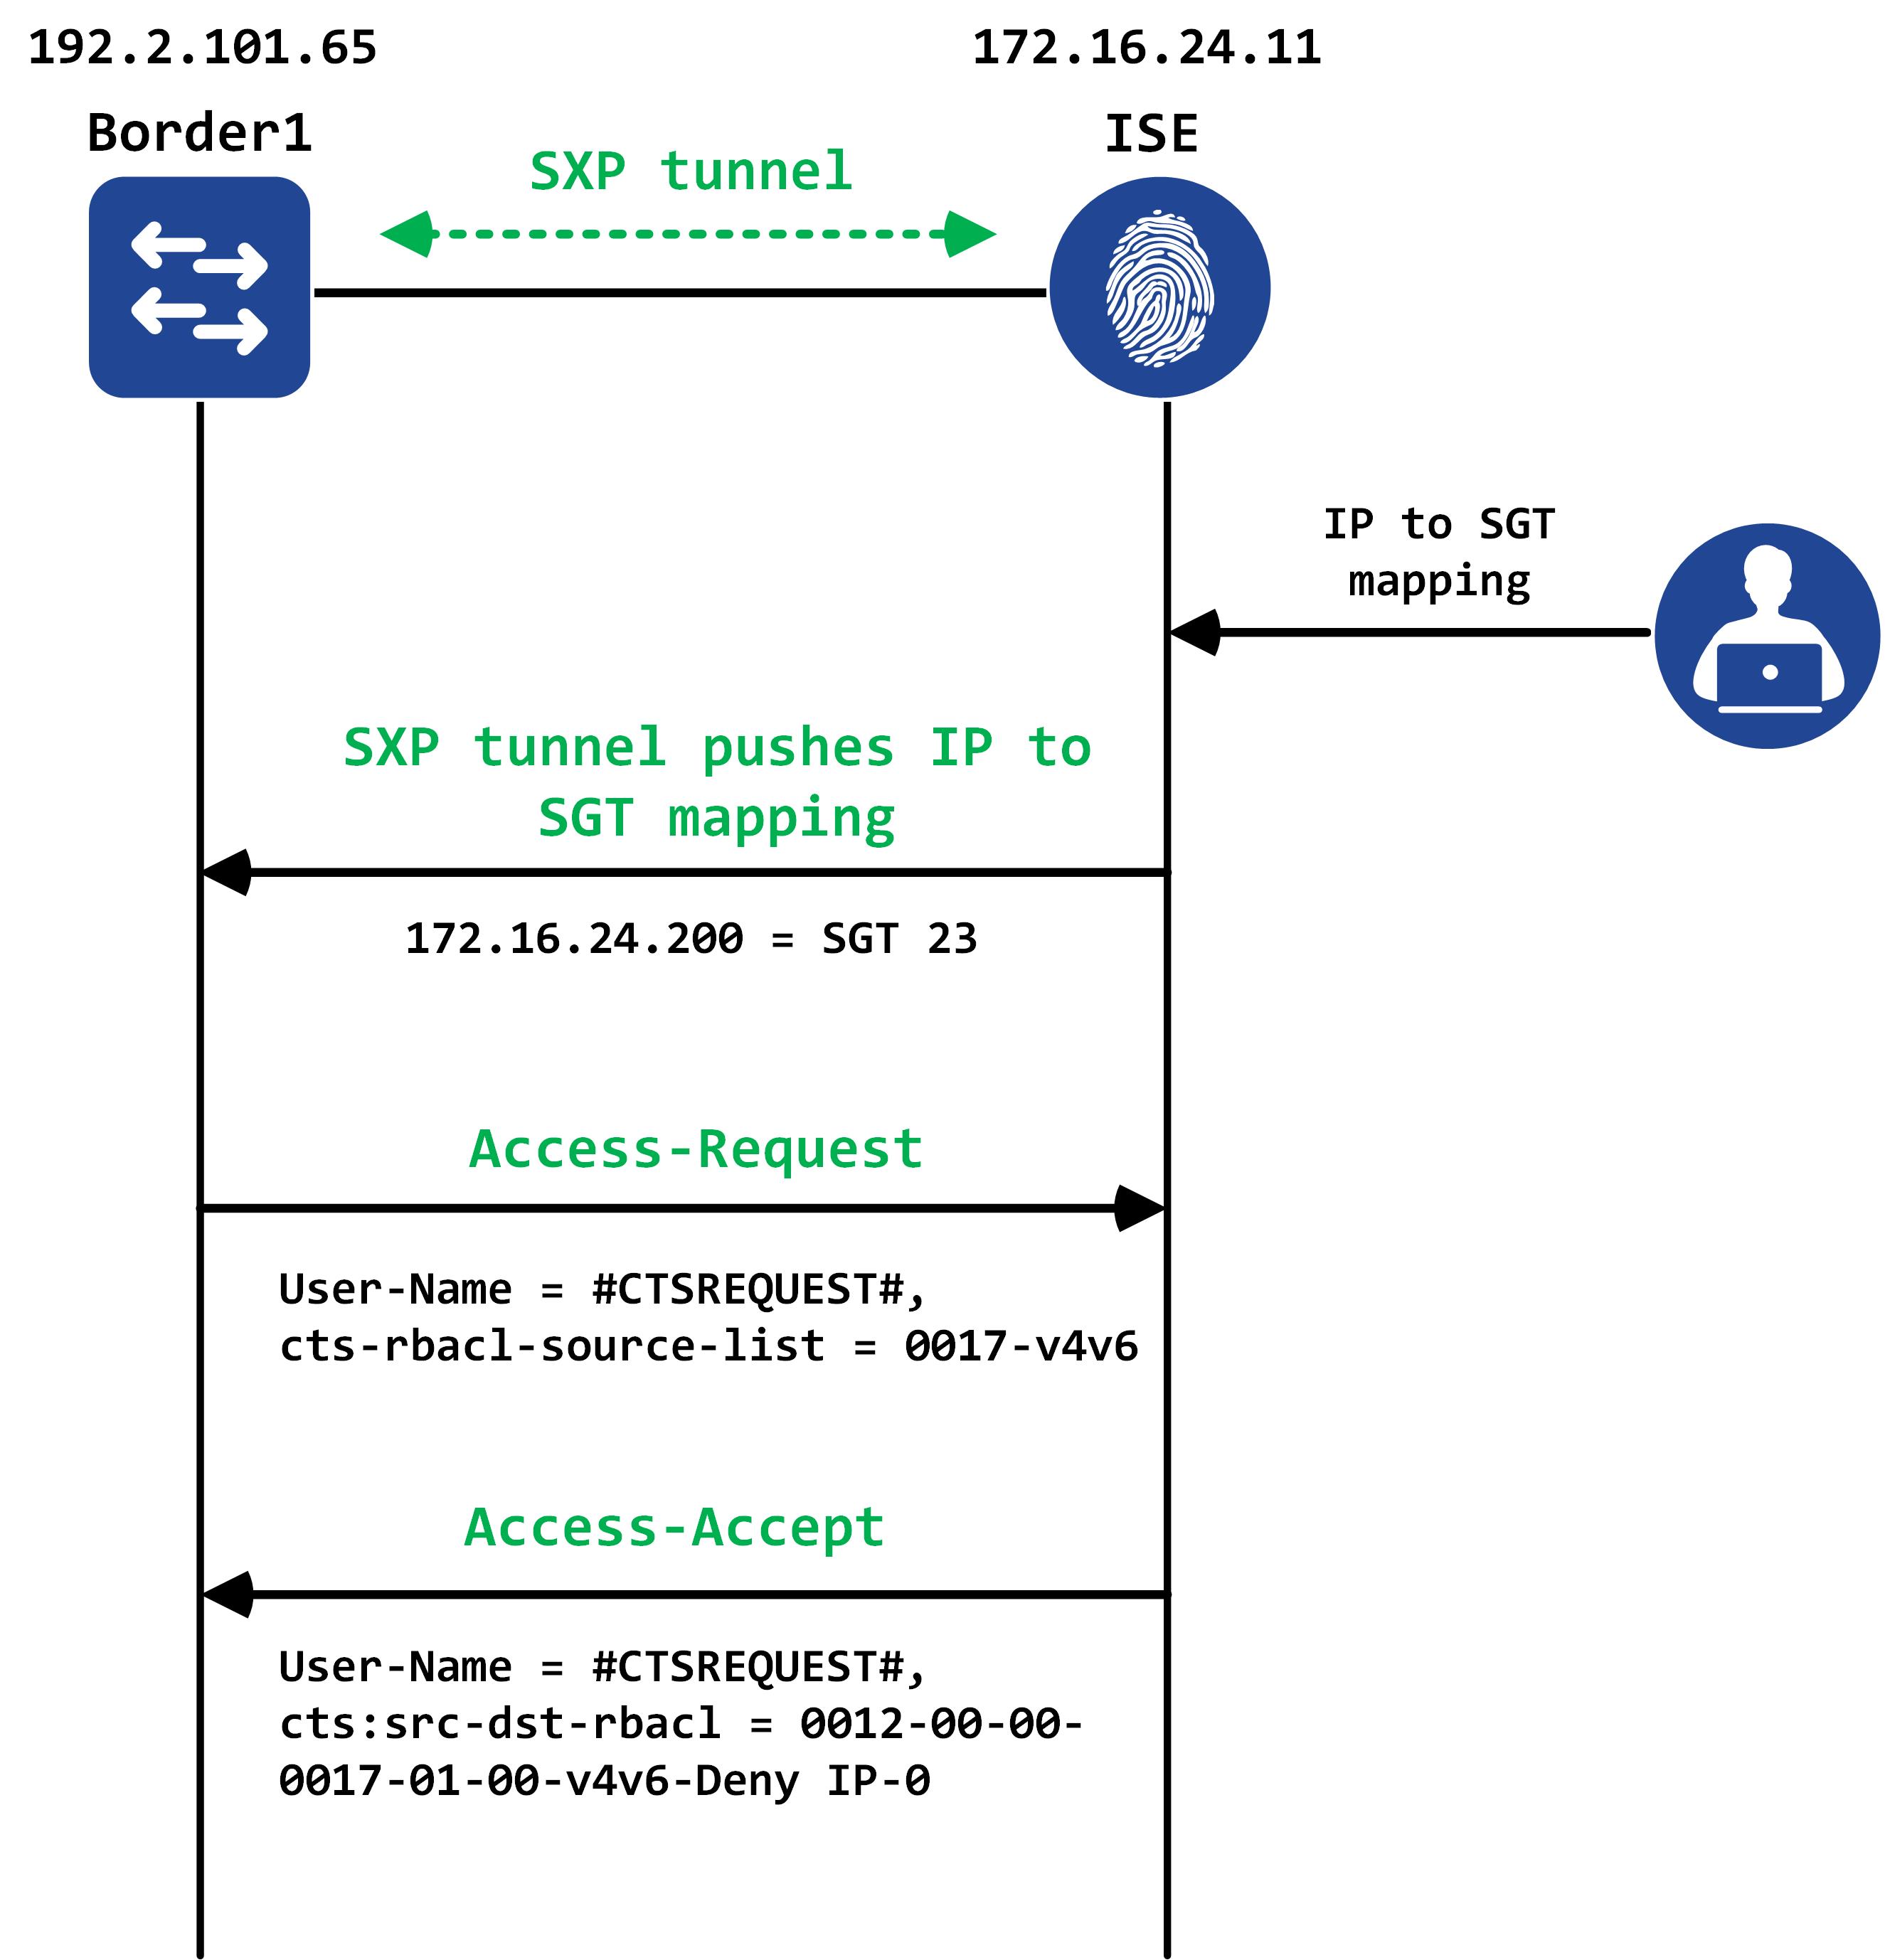 192.2.101.65
172.16.24.11
Border1
ISE
SXP tunnel
IP to SGT
mapping
SXP tunnel pushes IP to
SGT mapping
172.16.24.200 = SGT 23
Access-Request
User-Name = #CTSREQUEST#,
cts-rbacl-source-list = 0017-v4v6
Access-Accept
User-Name = #CTSREQUEST#,
cts:src-dst-rbacl = 0012-00-00-
0017-01-00-v4v6-Deny IP-0